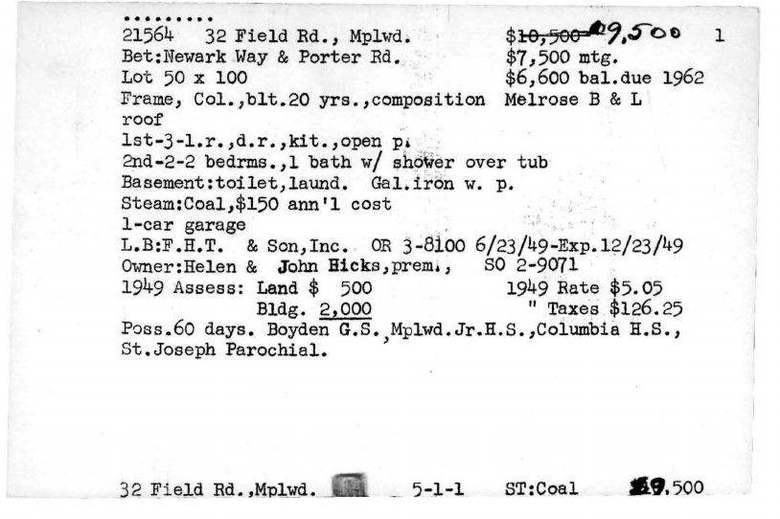 21564 32 Field Rd., Mplwd. $10,500 $9,500 1
Bet:Newark Way & Porter Rd. $7,500 mtg.
Lot 50 x 100 $6,600 bal.due 1962
Frame, Col.,blt.20 yrs.,composition Melrose B & L
roof
1st-3-l.r.,d.r.,kit.,open p.
2nd-2-2 bedrms.,1 bath w/ shower over tub
Basement:toilet,laund. Gal.iron w. p.
Steam:Coal,$150 ann'l cost
1-car garage
L.B:F.H.T. & Son,Inc. OR 3-8100 6/23/49-Exp.12/23/49
Owner:Helen & John Hicks,prem., SO 2-9071
1949 Assess: Land $ 500 1949 Rate $5.05
Bldg. 2,000 " Taxes $126.25
Poss.60 days. Boyden G.S.,Mplwd.Jr.H.S.,Columbia H.S.,
St.Joseph Parochial.
32 Field Rd.,Mplwd. 5-1-1 ST:Coal $9,500